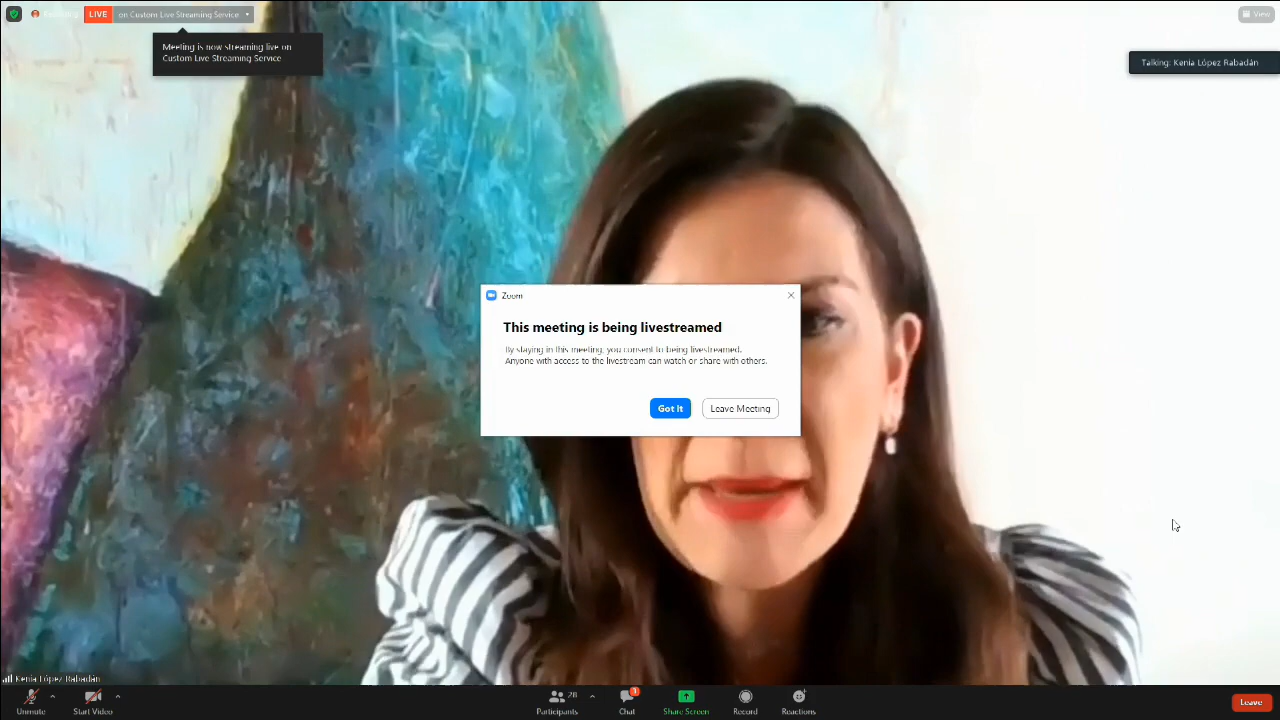 LIVE on Custom Live Streaming Service
View
Meeting is now streaming live on
Custom Live Streaming Service
Talking: Kenia López Rabadán
Zoom
This meeting is being livestreamed
By staying in this meeting, you consent to being livestreamed.
Anyone with access to the livestream can watch or share with others.
Got It
Leave Meeting
Kenia López Rabadán
Unmute
Start Video
28
Participants
3
Chat
Share Screen
Record
Reactions
Leave